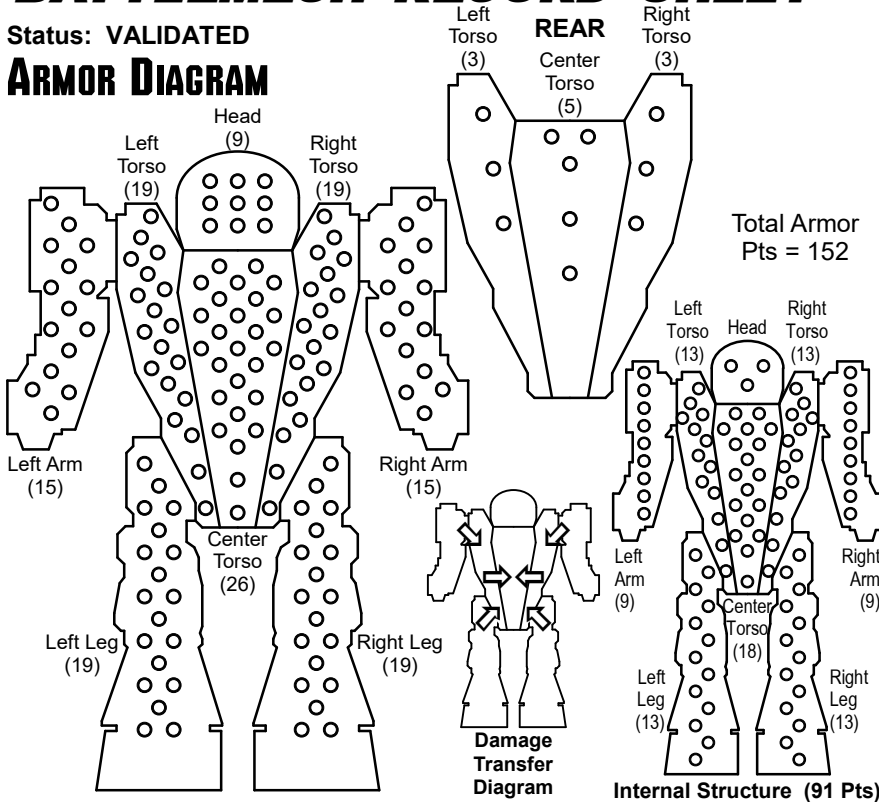 BATTLEMECH RECORD SHEET
Status: VALIDATED
ARMOR DIAGRAM
Left
Torso
(19)
Head
(9)
Right
Torso
(19)
Left Arm
(15)
Right Arm
(15)
Center
Torso
(26)
Left Leg
(19)
Right Leg
(19)
Left
Torso
(3)
REAR
Center
Torso
(5)
Right
Torso
(3)
Total Armor
Pts = 152
Damage
Transfer
Diagram
Left
Torso
(13)
Head
Right
Torso
(13)
Left
Arm
(9)
Right
Arm
(9)
Center
Torso
(18)
Left
Leg
(13)
Right
Leg
(13)
Internal Structure (91 Pts)